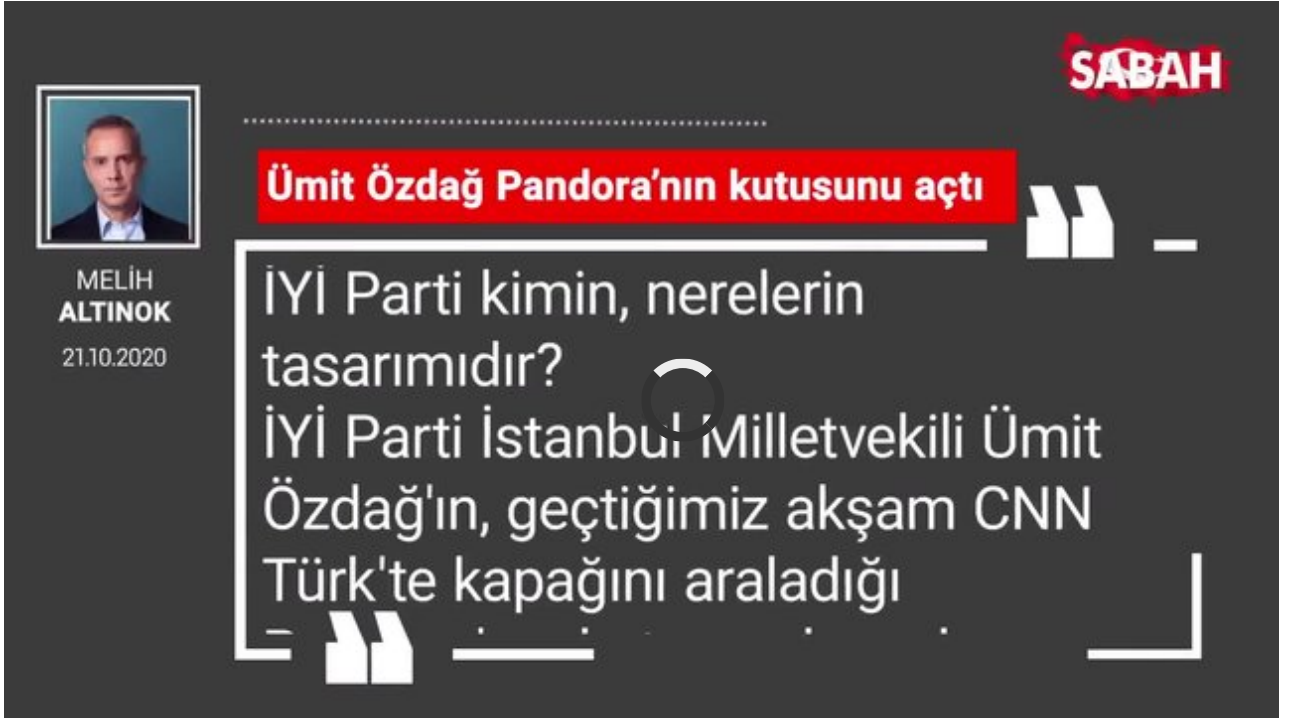 SABAH
Ümit Özdağ Pandora’nın kutusunu açtı
MELİH
ALTINOK
21.10.2020
İYİ Parti kimin, nerelerin
tasarımıdır?
İYİ Parti İstanbul Milletvekili Ümit
Özdağ'ın, geçtiğimiz akşam CNN
Türk'te kapağını araladığı